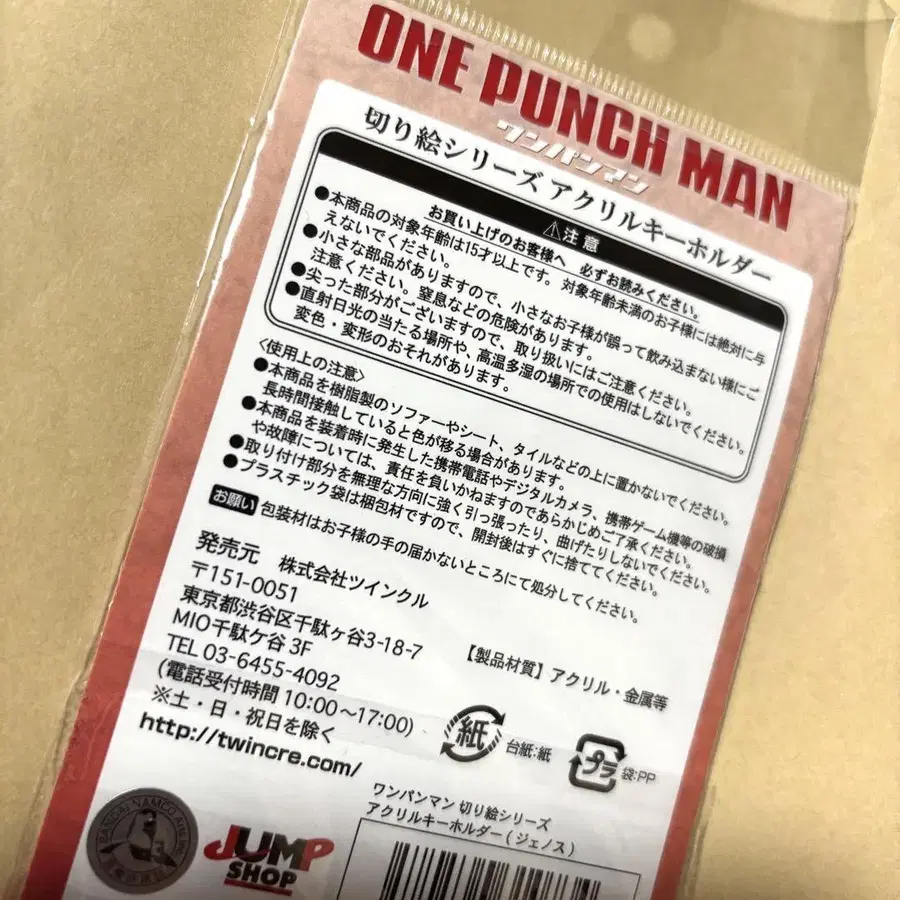 ONE PUNCH MAN
ワンパンマン
切り絵シリーズ アクリルキーホルダー
⚠注意
お買い上げのお客様へ 必ずお読みください。
●本商品の対象年齢は15才以上です。対象年齢未満のお子様には絶対に与
えないでください。
●小さな部品がありますので、小さなお子様が誤って飲み込まない様にご
注意ください。窒息などの危険があります。
●尖った部分がございますので、取り扱いにはご注意ください。
●直射日光の当たる場所や、高温多湿の場所での使用はしないでください。
変色・変形のおそれがあります。
〈使用上の注意〉
●本商品を樹脂製のソファーやシート、タイルなどの上に置かないでください。
長時間接触していると色が移る場合があります。
●本商品を装着時に発生した携帯電話やデジタルカメラ、携帯ゲーム機等の破損
や故障については、責任を負いかねますのであらかじめご了承ください。
●取り付け部分を無理な方向に強く引っ張ったり、曲げたりしないでください。
●プラスチック袋は梱包材ですので、開封後はすぐに捨ててください。
お願い 包装材はお子様の手の届かないところにて処分してください。
発売元 株式会社ツインクル
〒151-0051
東京都渋谷区千駄ヶ谷3-18-7
MIO千駄ケ谷 3F
TEL 03-6455-4092
(電話受付時間 10:00～17:00)
※土・日・祝日を除く
http://twincre.com/
【製品材質】アクリル・金属等
紙 台紙:紙
プラ 袋:PP
BANDAI NAMCO
JUMP
SHOP
ワンパンマン 切り絵シリーズ
アクリルキーホルダー(ジェノス)